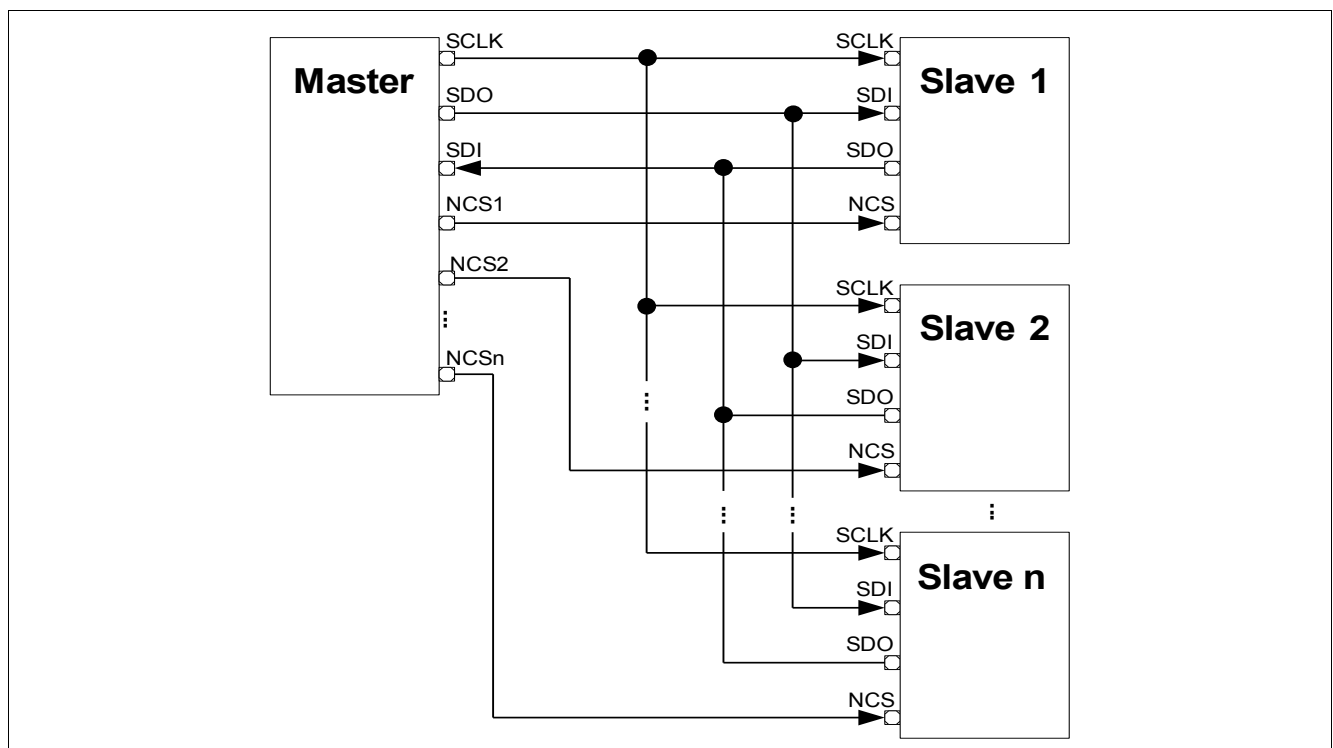 Master
SCLK
SDO
SDI
NCS1
NCS2
...
NCSn
SCLK
SDI
SDO
NCS
Slave 1
SCLK
SDI
SDO
NCS
Slave 2
...
...
...
...
SCLK
SDI
SDO
NCS
Slave n